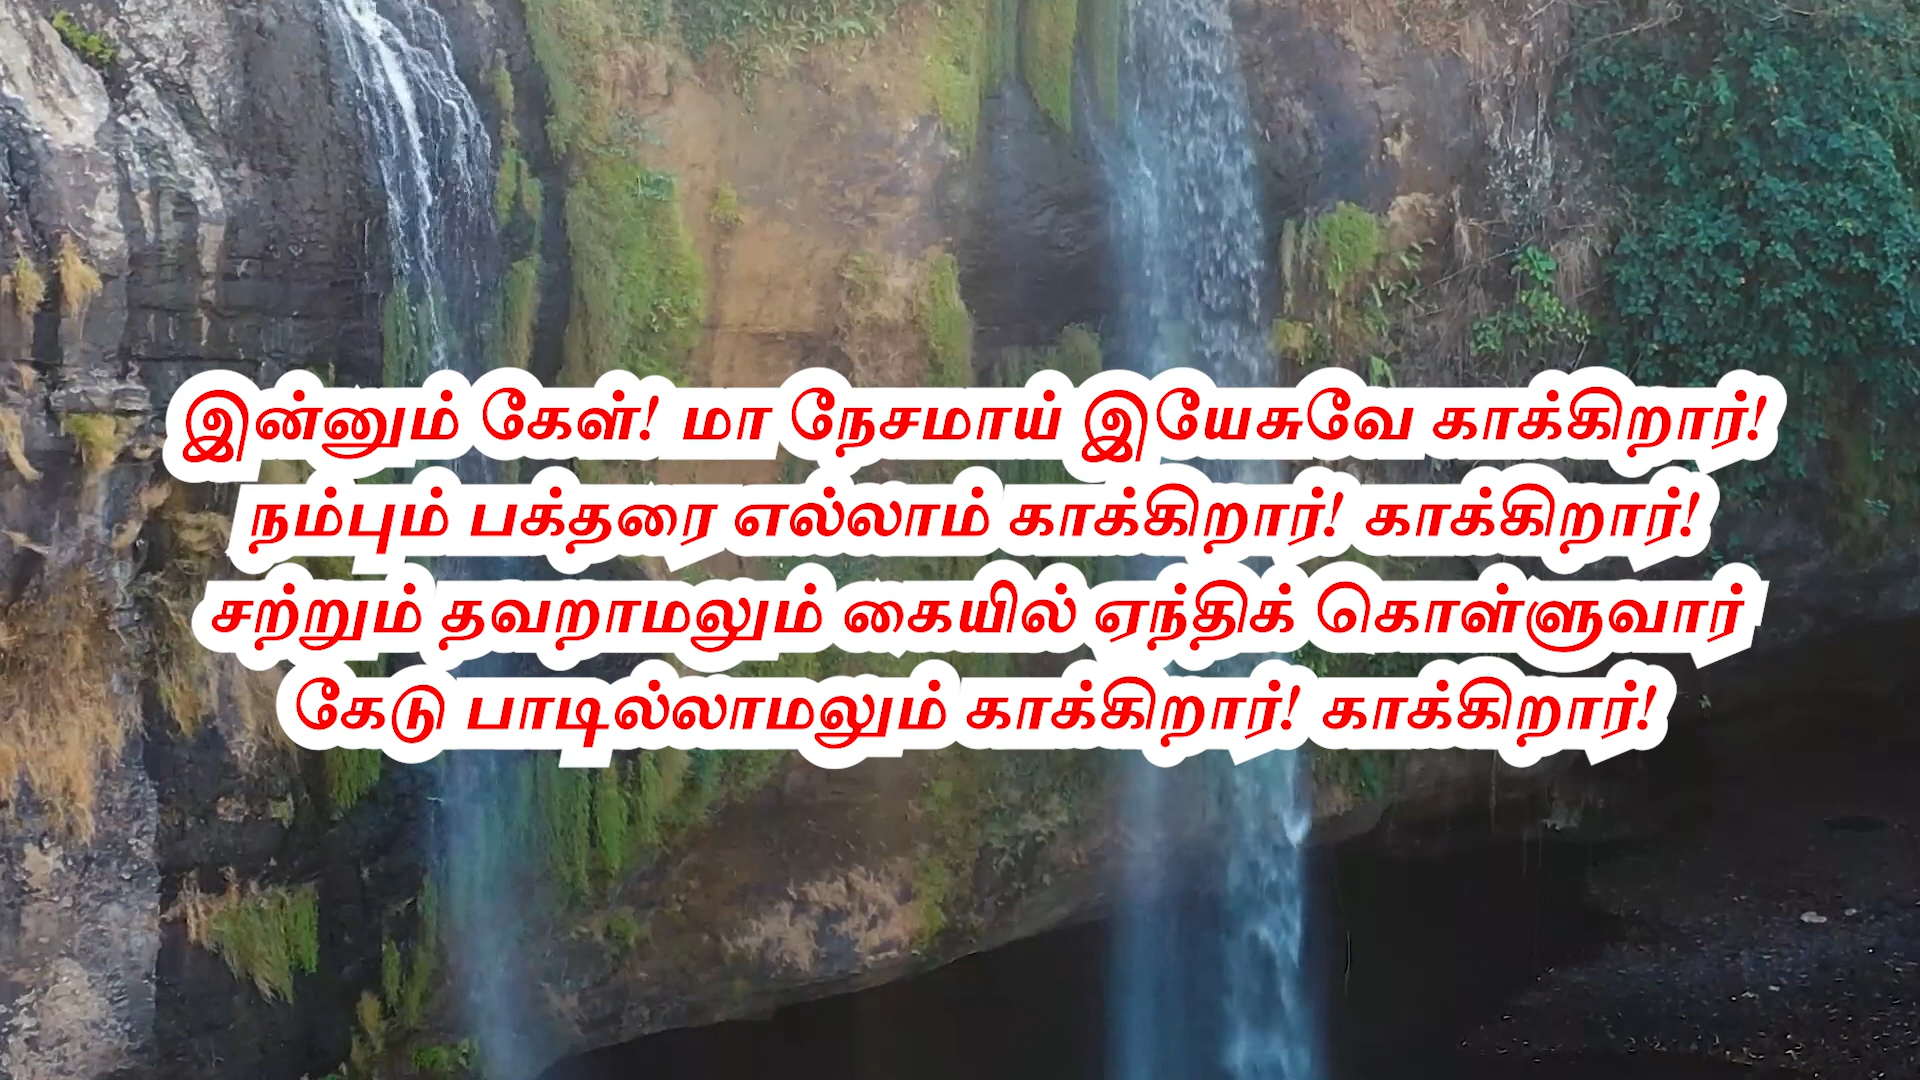 இன்னும் கேள்! மா நேசமாய் இயேசுவே காக்கிறார்!
நம்பும் பக்தரை எல்லாம் காக்கிறார்! காக்கிறார்!
சற்றும் தவறாமலும் கையில் ஏந்திக் கொள்ளுவார்
கேடு பாடில்லாமலும் காக்கிறார்! காக்கிறார்!